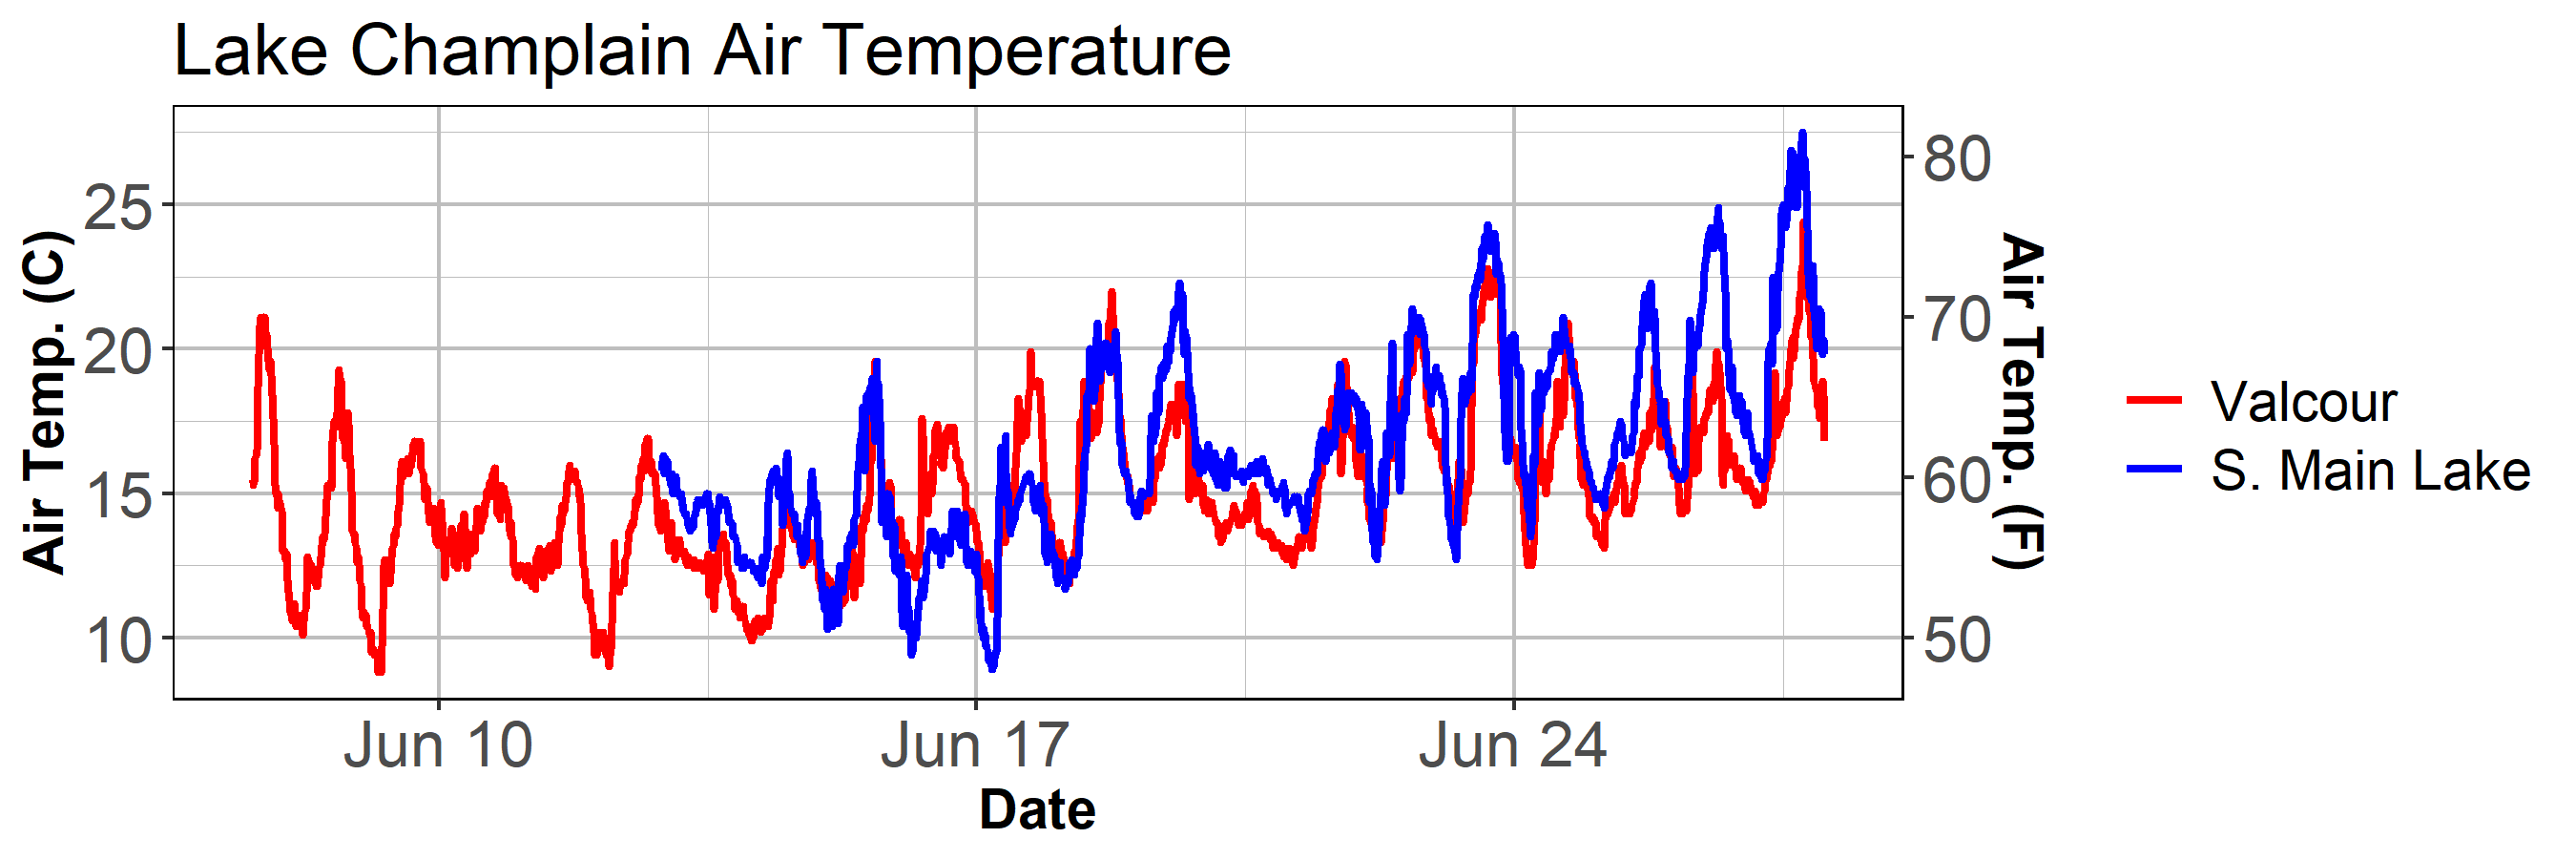 Lake Champlain Air Temperature
Air Temp. (C)
25
20
15
10
80
70
60
50
Air Temp. (F)
Jun 10
Jun 17
Jun 24
Date
Valcour
S. Main Lake